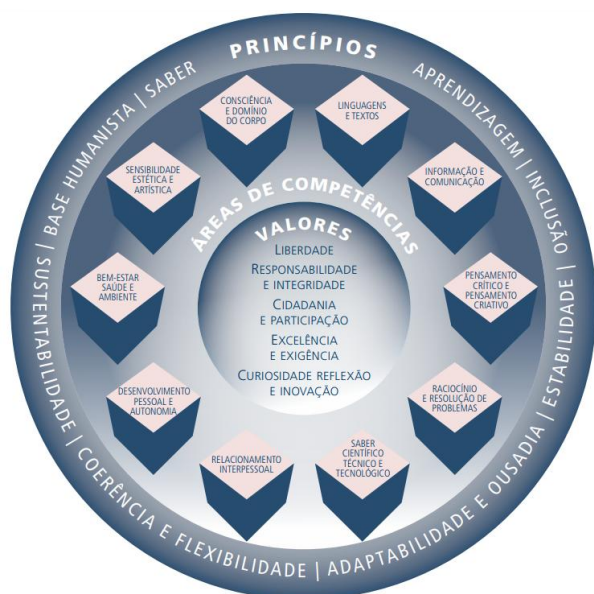 PRINCÍPIOS
BASE HUMANISTA | SABER
APRENDIZAGEM | INCLUSÃO |
ESTABILIDADE |
ADAPTABILIDADE E OUSADIA |
COERÊNCIA E FLEXIBILIDADE |
SUSTENTABILIDADE |
ÁREAS DE COMPETÊNCIAS
LINGUAGENS
E TEXTOS
INFORMAÇÃO E
COMUNICAÇÃO
PENSAMENTO
CRÍTICO E
PENSAMENTO
CRIATIVO
RACIOCÍNIO
E RESOLUÇÃO DE
PROBLEMAS
SABER
CIENTÍFICO
TÉCNICO E
TECNOLÓGICO
RELACIONAMENTO
INTERPESSOAL
DESENVOLVIMENTO
PESSOAL E
AUTONOMIA
BEM-ESTAR
SAÚDE E
AMBIENTE
SENSIBILIDADE
ESTÉTICA E
ARTÍSTICA
CONSCIÊNCIA
E DOMÍNIO
DO CORPO
VALORES
LIBERDADE
RESPONSABILIDADE
E INTEGRIDADE
CIDADANIA
E PARTICIPAÇÃO
EXCELÊNCIA
E EXIGÊNCIA
CURIOSIDADE REFLEXÃO
E INOVAÇÃO